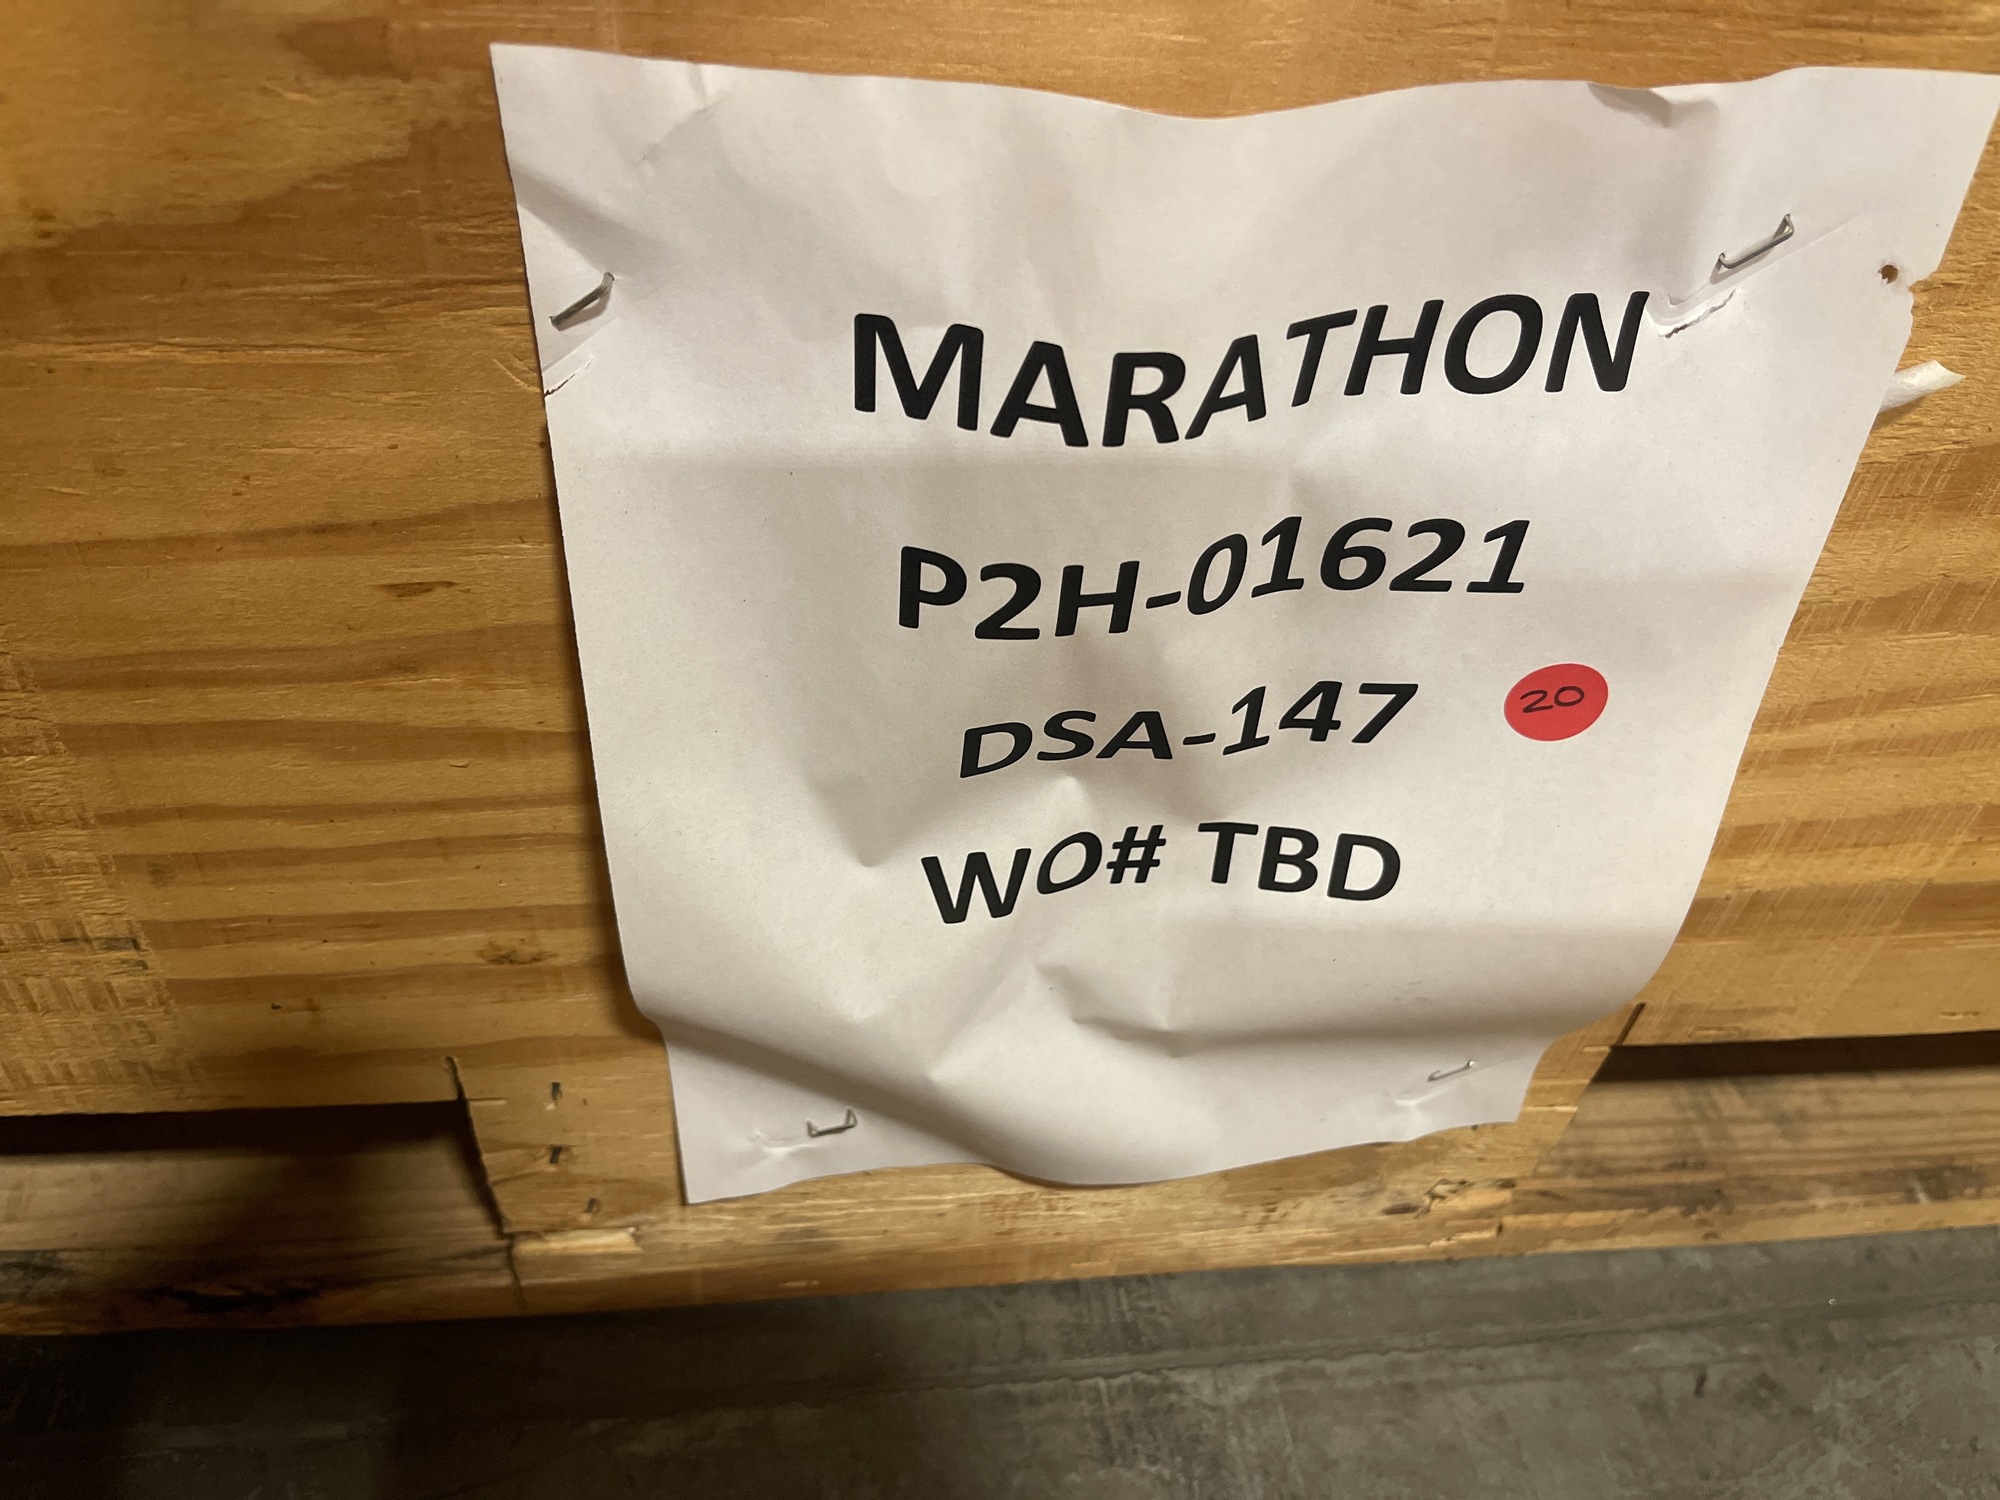 MARATHON
P2H-01621
DSA-147
20
WO# TBD